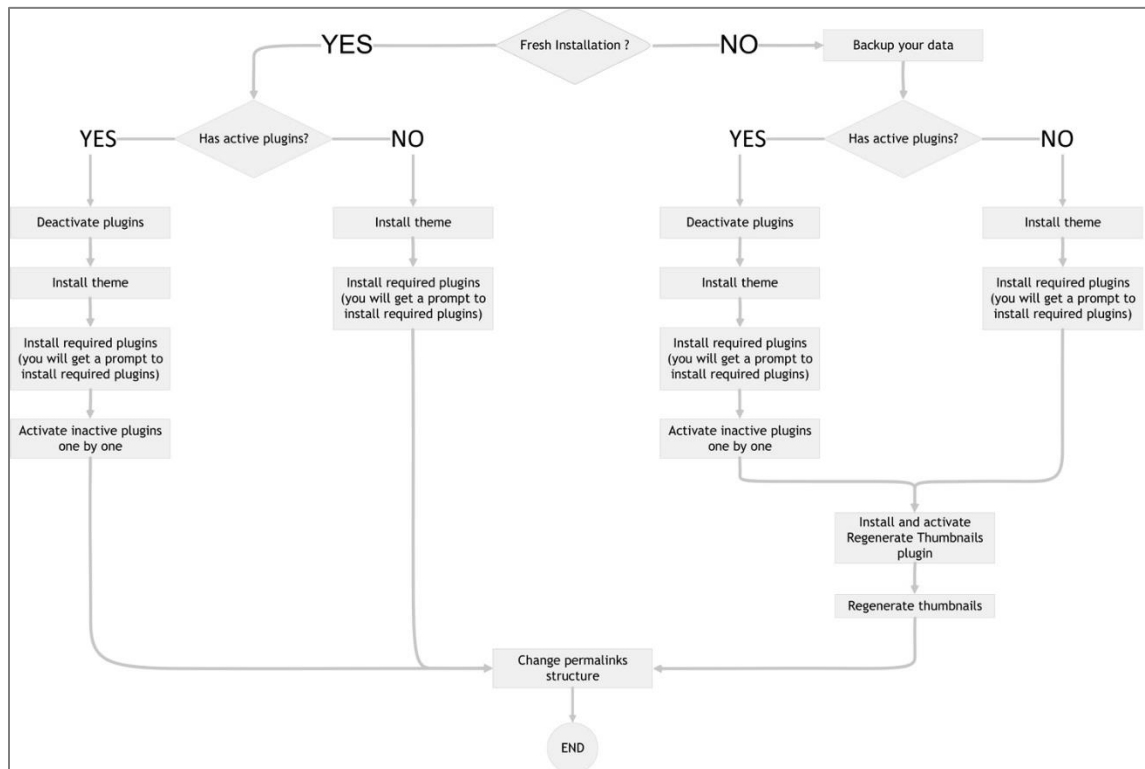 Fresh Installation ?
YES
NO
Backup your data
Has active plugins?
YES
NO
Deactivate plugins
Install theme
Install required plugins
(you will get a prompt to
install required plugins)
Activate inactive plugins
one by one
Install theme
Install required plugins
(you will get a prompt to
install required plugins)
Has active plugins?
YES
NO
Deactivate plugins
Install theme
Install required plugins
(you will get a prompt to
install required plugins)
Activate inactive plugins
one by one
Install theme
Install required plugins
(you will get a prompt to
install required plugins)
Install and activate
Regenerate Thumbnails
plugin
Regenerate thumbnails
Change permalinks
structure
END